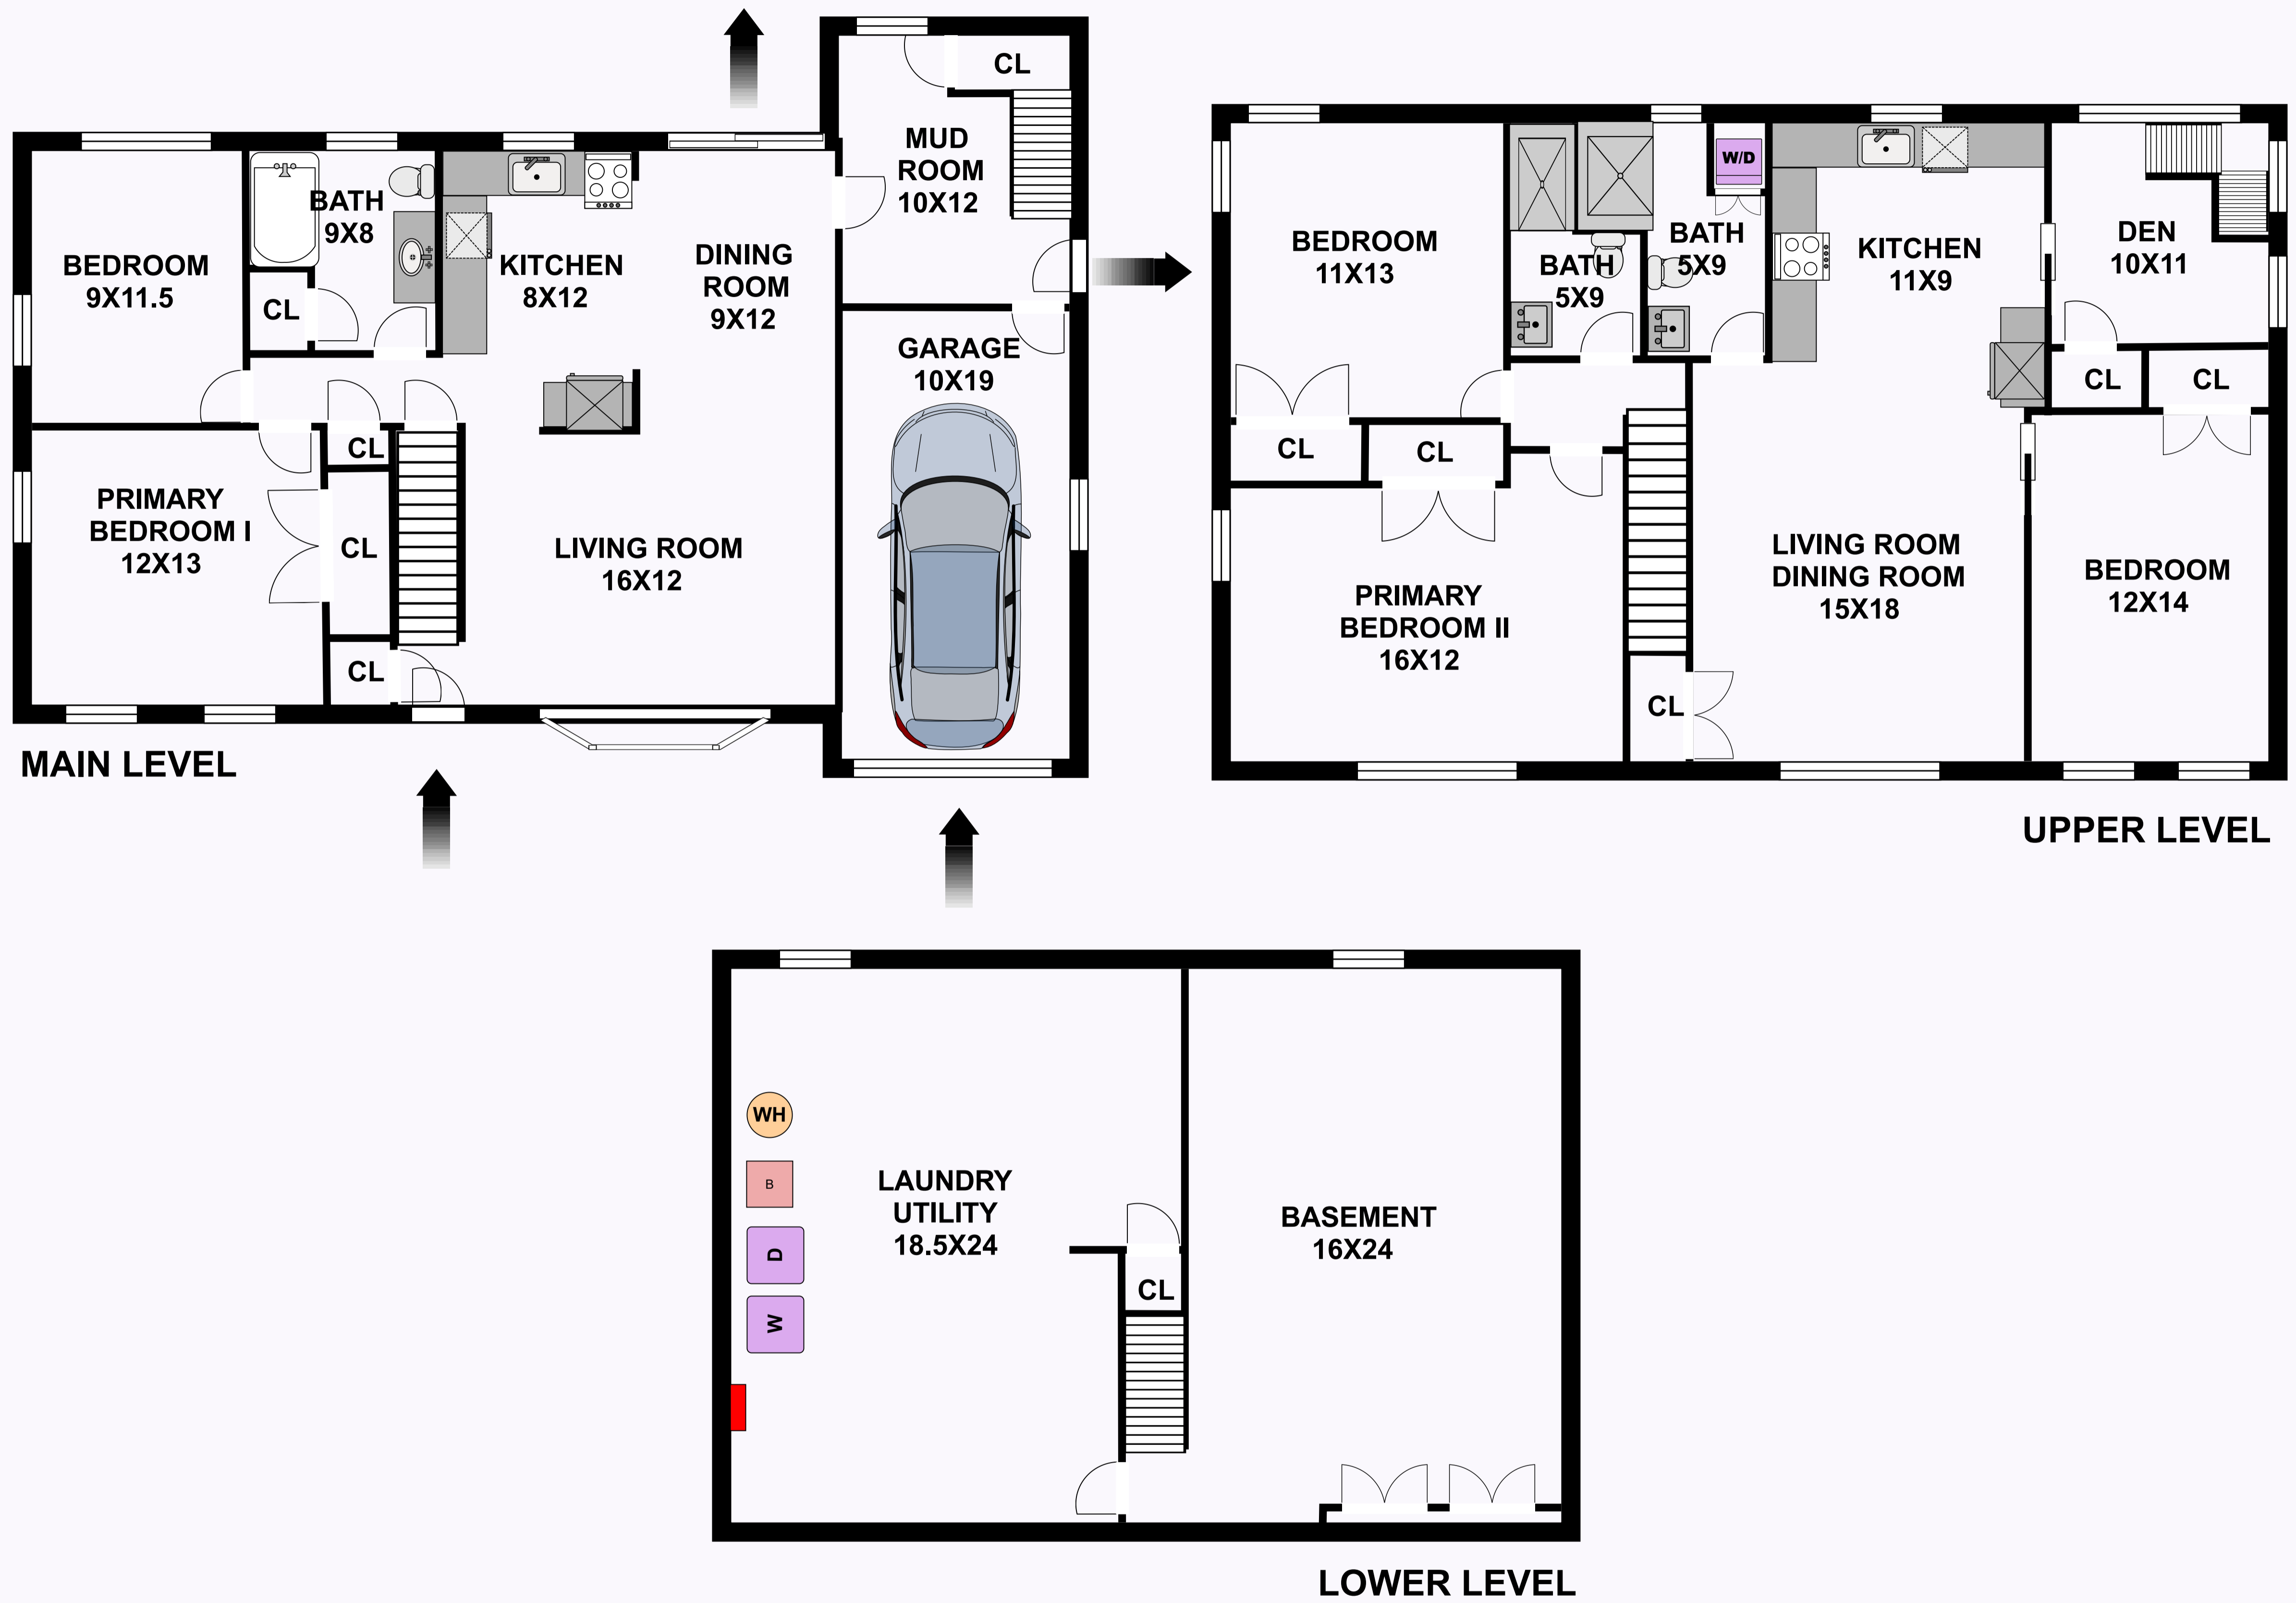 CL
MUD
ROOM
10X12
BATH
9X8
BEDROOM
9X11.5
CL
KITCHEN
8X12
DINING
ROOM
9X12
GARAGE
10X19
CL
PRIMARY
BEDROOM I
12X13
CL
LIVING ROOM
16X12
CL
MAIN LEVEL
W/D
BEDROOM
11X13
BATH
5X9
BATH
5X9
KITCHEN
11X9
DEN
10X11
CL
CL
CL
CL
PRIMARY
BEDROOM II
16X12
LIVING ROOM
DINING ROOM
15X18
BEDROOM
12X14
CL
UPPER LEVEL
WH
B
D
W
LAUNDRY
UTILITY
18.5X24
CL
BASEMENT
16X24
LOWER LEVEL